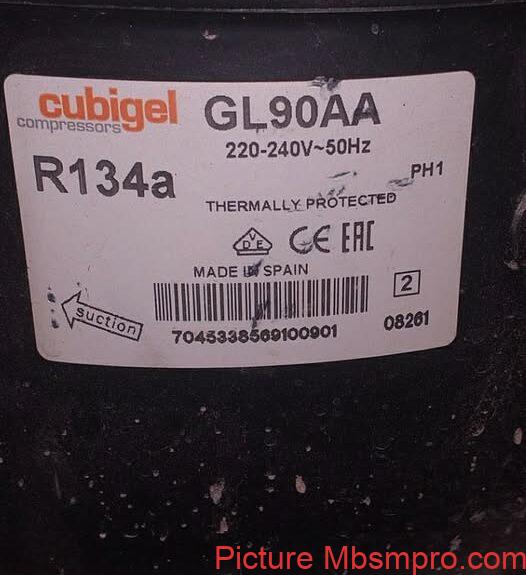 cubigel
compressors
GL90AA
220-240V~50Hz
R134a
PH1
THERMALLY PROTECTED
VDE
CE EAC
MADE IN SPAIN
2
suction
7045338569100901
08261
Picture Mbsmpro.com